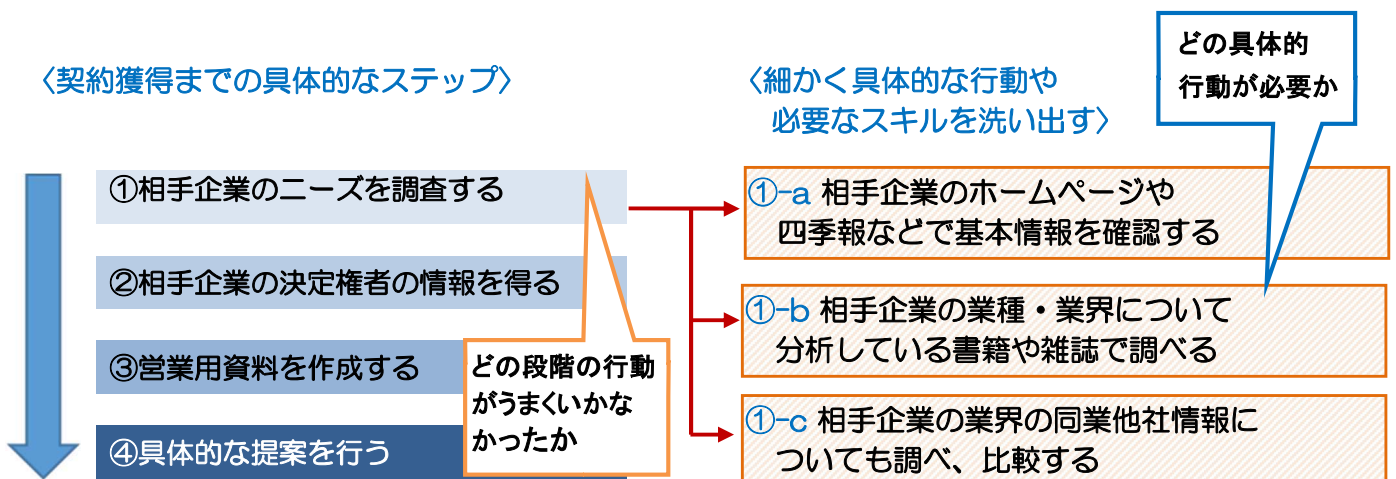 〈契約獲得までの具体的なステップ〉
①相手企業のニーズを調査する
②相手企業の決定権者の情報を得る
③営業用資料を作成する
④具体的な提案を行う
どの段階の行動
がうまくいかな
かったか
〈細かく具体的な行動や
必要なスキルを洗い出す〉
どの具体的
行動が必要か
①-a 相手企業のホームページや
四季報などで基本情報を確認する
①-b 相手企業の業種・業界について
分析している書籍や雑誌で調べる
①-c 相手企業の業界の同業他社情報に
ついても調べ、比較する